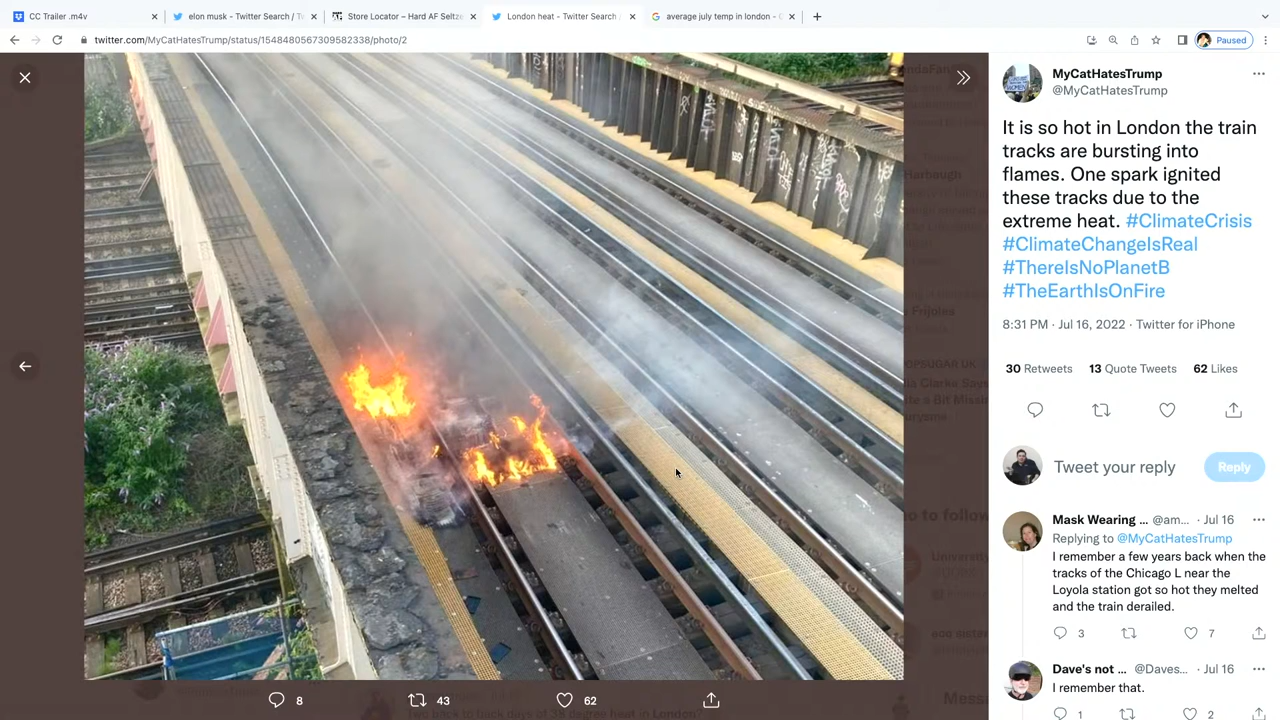 CC Trailer .m4v
elon musk - Twitter Search / T
Store Locator – Hard AF Seltze
London heat - Twitter Search /
average july temp in london - G
twitter.com/MyCatHatesTrump/status/1548480567309582338/photo/2
Paused
MyCatHatesTrump
@MyCatHatesTrump
It is so hot in London the train
tracks are bursting into
flames. One spark ignited
these tracks due to the
extreme heat. #ClimateCrisis
#ClimateChangeIsReal
#ThereIsNoPlanetB
#TheEarthIsOnFire
8:31 PM · Jul 16, 2022 · Twitter for iPhone
30 Retweets 13 Quote Tweets 62 Likes
Tweet your reply
Reply
Mask Wearing ... @am... · Jul 16
Replying to @MyCatHatesTrump
I remember a few years back when the
tracks of the Chicago L near the
Loyola station got so hot they melted
and the train derailed.
3 7
Dave's not ... @Daves... · Jul 16
I remember that.
1 2
8 43 62